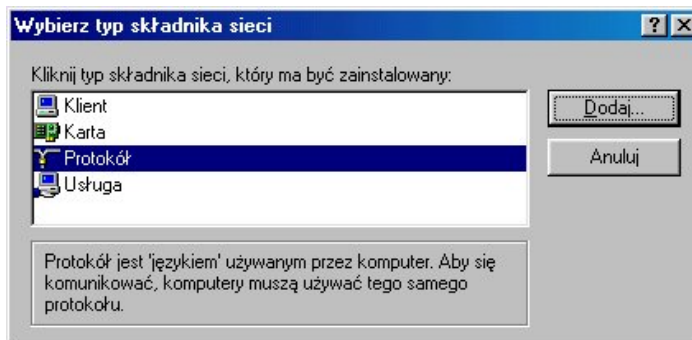 Wybierz typ składnika sieci
Kliknij typ składnika sieci, który ma być zainstalowany:
Klient
Karta
Protokół
Usługa
Dodaj...
Anuluj
Protokół jest 'językiem' używanym przez komputer. Aby się
komunikować, komputery muszą używać tego samego
protokołu.